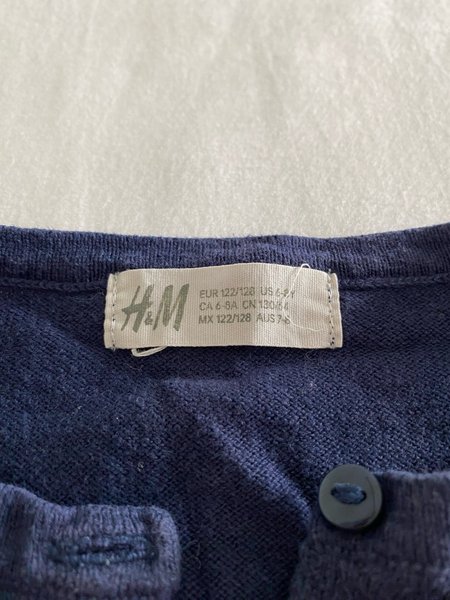 H&M
EUR 122/128 US 6-8Y
CA 6-8A CN 130/64
MX 122/128 AUS 7-8